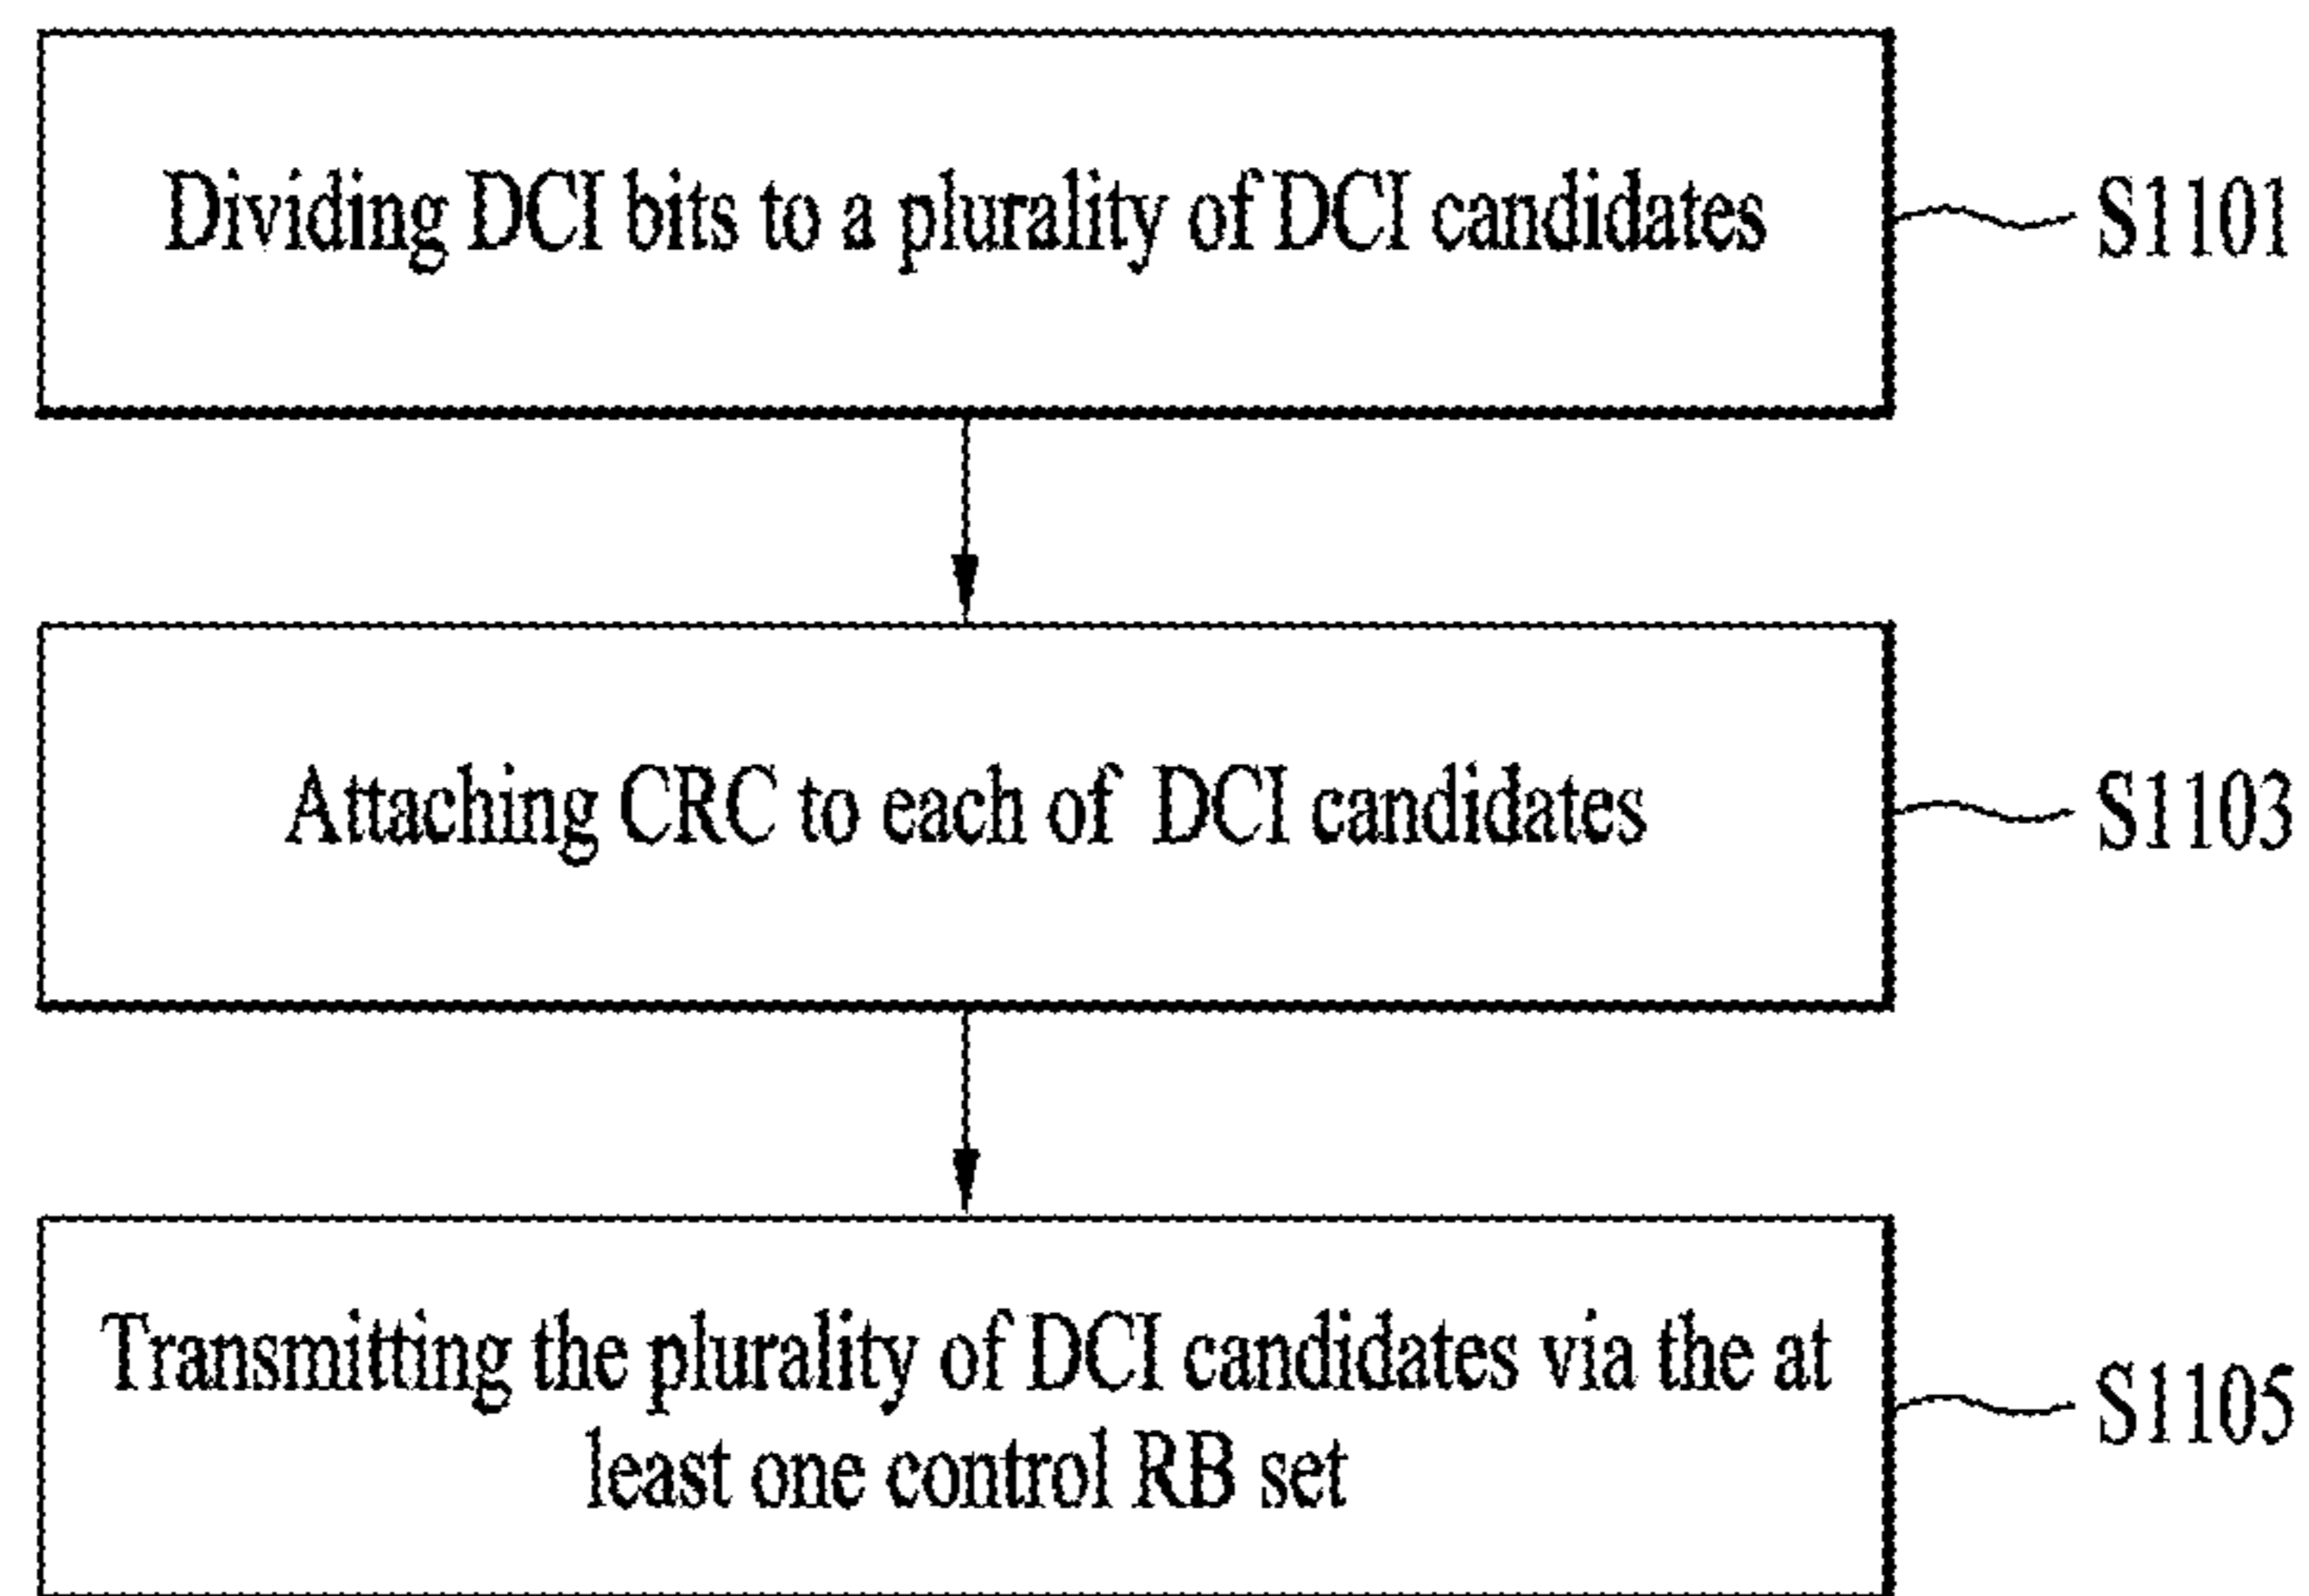 Dividing DCI bits to a plurality of DCI candidates
S1101
Attaching CRC to each of DCI candidates
S1103
Transmitting the plurality of DCI candidates via the at
least one control RB set
S1105